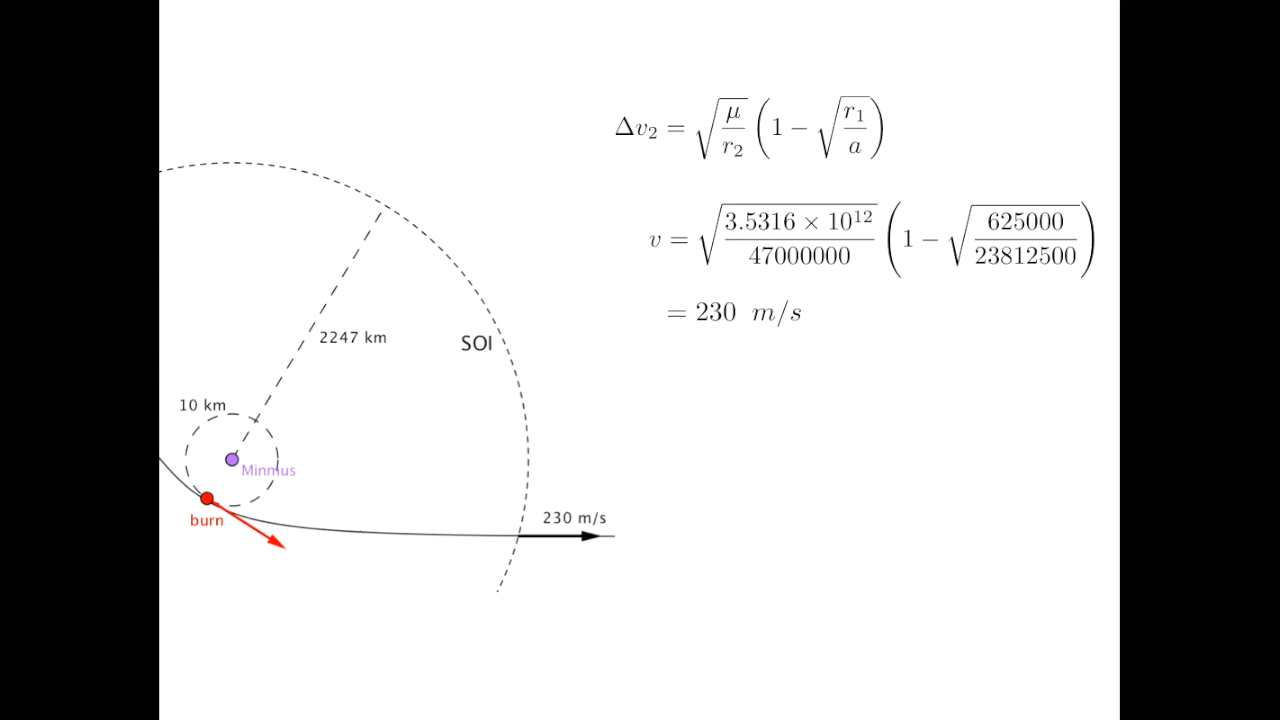 Δv₂ = √(μ/r₂) (1 − √(r₁/a))
v = √(3.5316 × 10¹²/47000000) (1 − √(625000/23812500))
= 230 m/s
2247 km
SOI
10 km
Minmus
burn
230 m/s